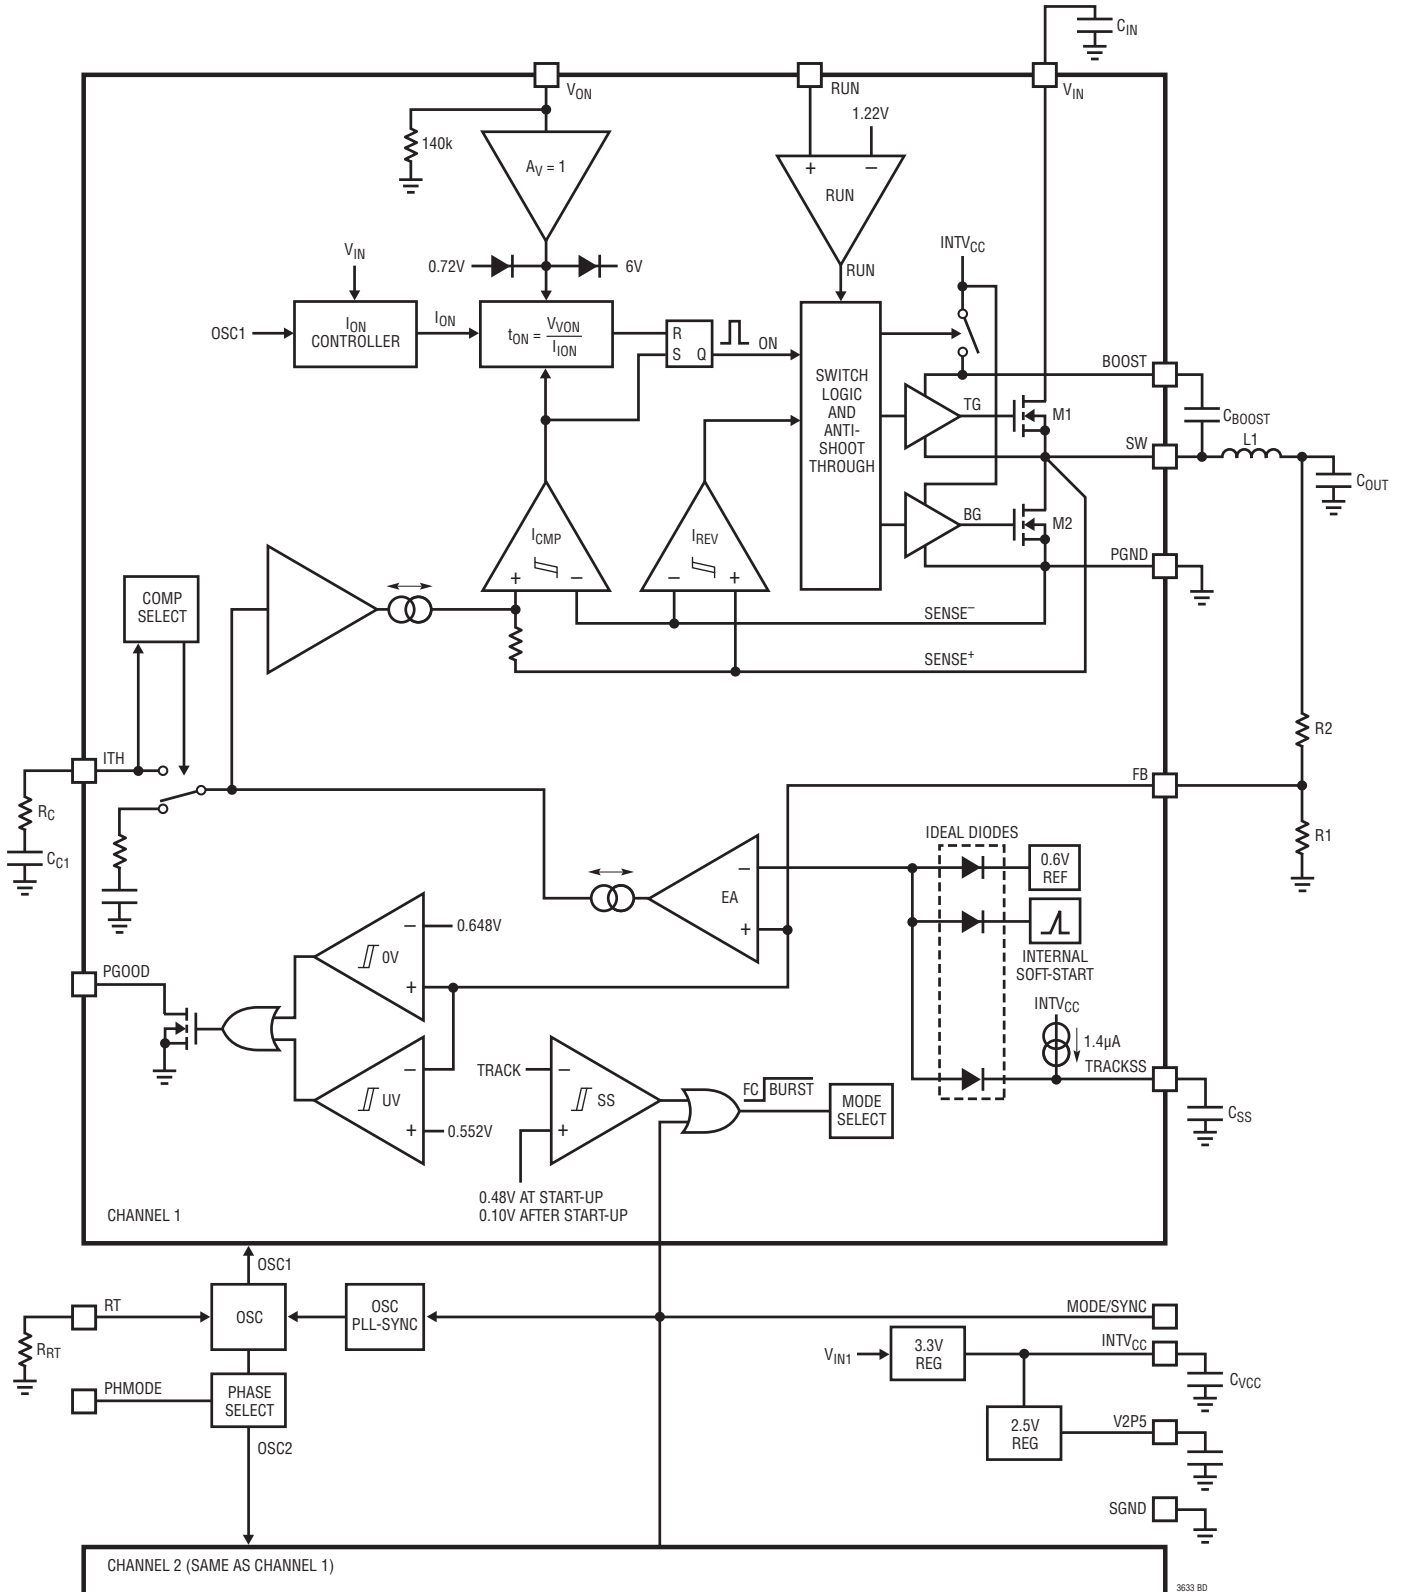 C_IN
V_ON
RUN
V_IN
140k
A_V = 1
1.22V
+
−
RUN
V_IN
0.72V
6V
RUN
INTV_CC
OSC1
I_ON
CONTROLLER
I_ON
t_ON = V_VON / I_ION
R
S Q
ON
SWITCH
LOGIC
AND
ANTI-
SHOOT
THROUGH
BOOST
TG
M1
C_BOOST
SW
L1
C_OUT
BG
M2
PGND
I_CMP
+ −
I_REV
− +
COMP
SELECT
SENSE−
SENSE+
ITH
R_C
C_C1
R2
FB
R1
IDEAL DIODES
0.6V
REF
−
EA
+
INTERNAL
SOFT-START
INTV_CC
1.4µA
TRACKSS
C_SS
−
0.648V
0V
+
PGOOD
−
UV
+
0.552V
TRACK
−
SS
+
FC
BURST
MODE
SELECT
0.48V AT START-UP
0.10V AFTER START-UP
CHANNEL 1
OSC1
RT
OSC
OSC
PLL-SYNC
MODE/SYNC
R_RT
V_IN1
3.3V
REG
INTV_CC
C_VCC
PHMODE
PHASE
SELECT
2.5V
REG
V2P5
OSC2
SGND
CHANNEL 2 (SAME AS CHANNEL 1)
3633 BD